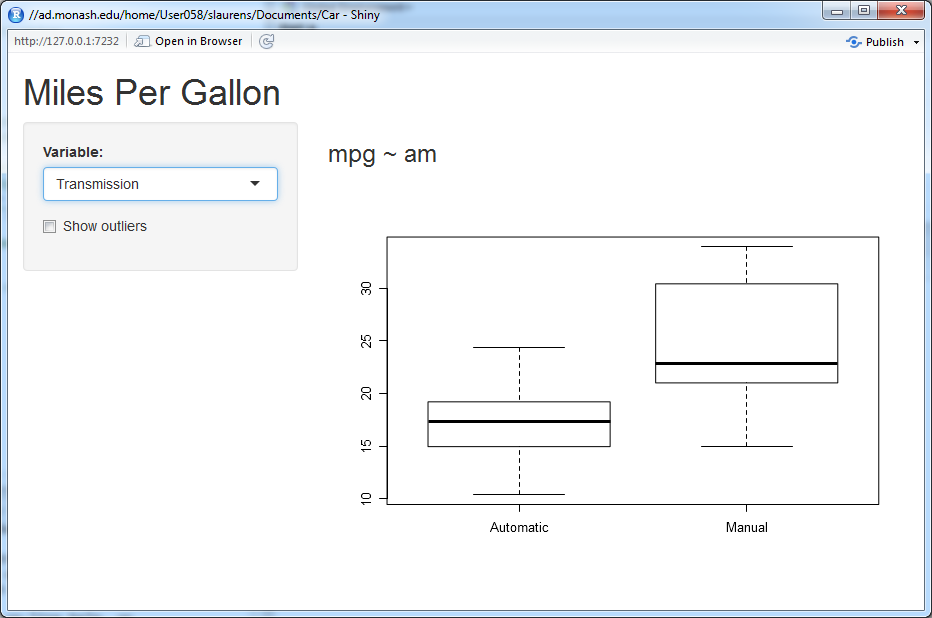 //ad.monash.edu/home/User058/slaurens/Documents/Car - Shiny
http://127.0.0.1:7232 Open in Browser Publish
Miles Per Gallon
Variable:
Transmission
Show outliers
mpg ~ am
30
25
20
15
10
Automatic Manual